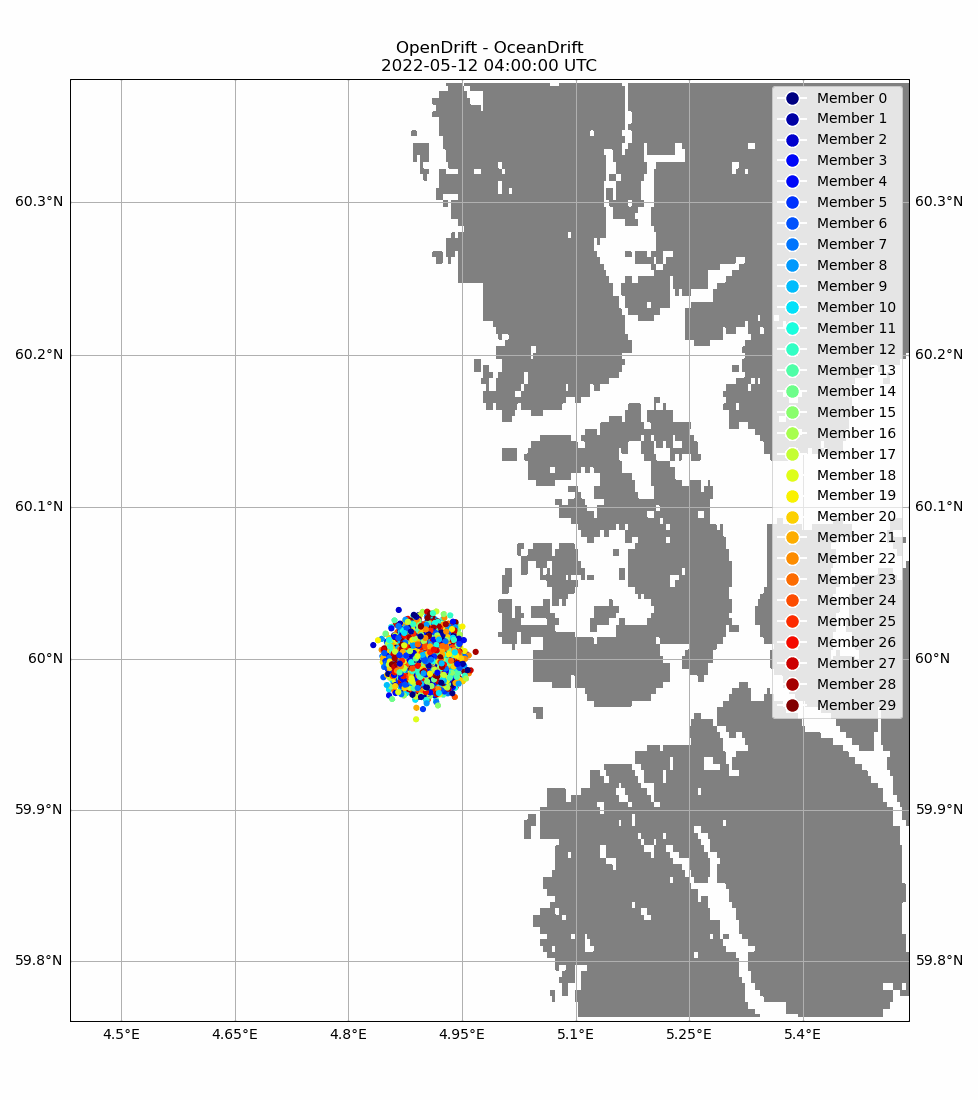 OpenDrift - OceanDrift
2022-05-12 04:00:00 UTC
Member 0
Member 1
Member 2
Member 3
Member 4
Member 5
Member 6
Member 7
Member 8
Member 9
Member 10
Member 11
Member 12
Member 13
Member 14
Member 15
Member 16
Member 17
Member 18
Member 19
Member 20
Member 21
Member 22
Member 23
Member 24
Member 25
Member 26
Member 27
Member 28
Member 29
60.3°N 60.3°N
60.2°N 60.2°N
60.1°N 60.1°N
60°N 60°N
59.9°N 59.9°N
59.8°N 59.8°N
4.5°E 4.65°E 4.8°E 4.95°E 5.1°E 5.25°E 5.4°E